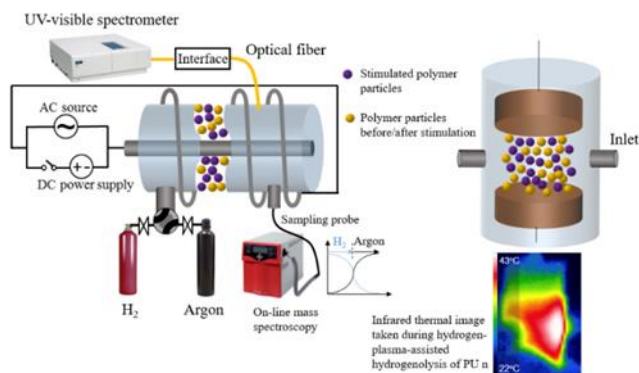 UV-visible spectrometer
Interface
Optical fiber
AC source
DC power supply
Stimulated polymer
particles
Polymer particles
before/after stimulation
Inlet
Sampling probe
H₂
Argon
On-line mass
spectroscopy
H₂
Argon
Infrared thermal image
taken during hydrogen-
plasma-assisted
hydrogenolysis of PU n
43°C
22°C